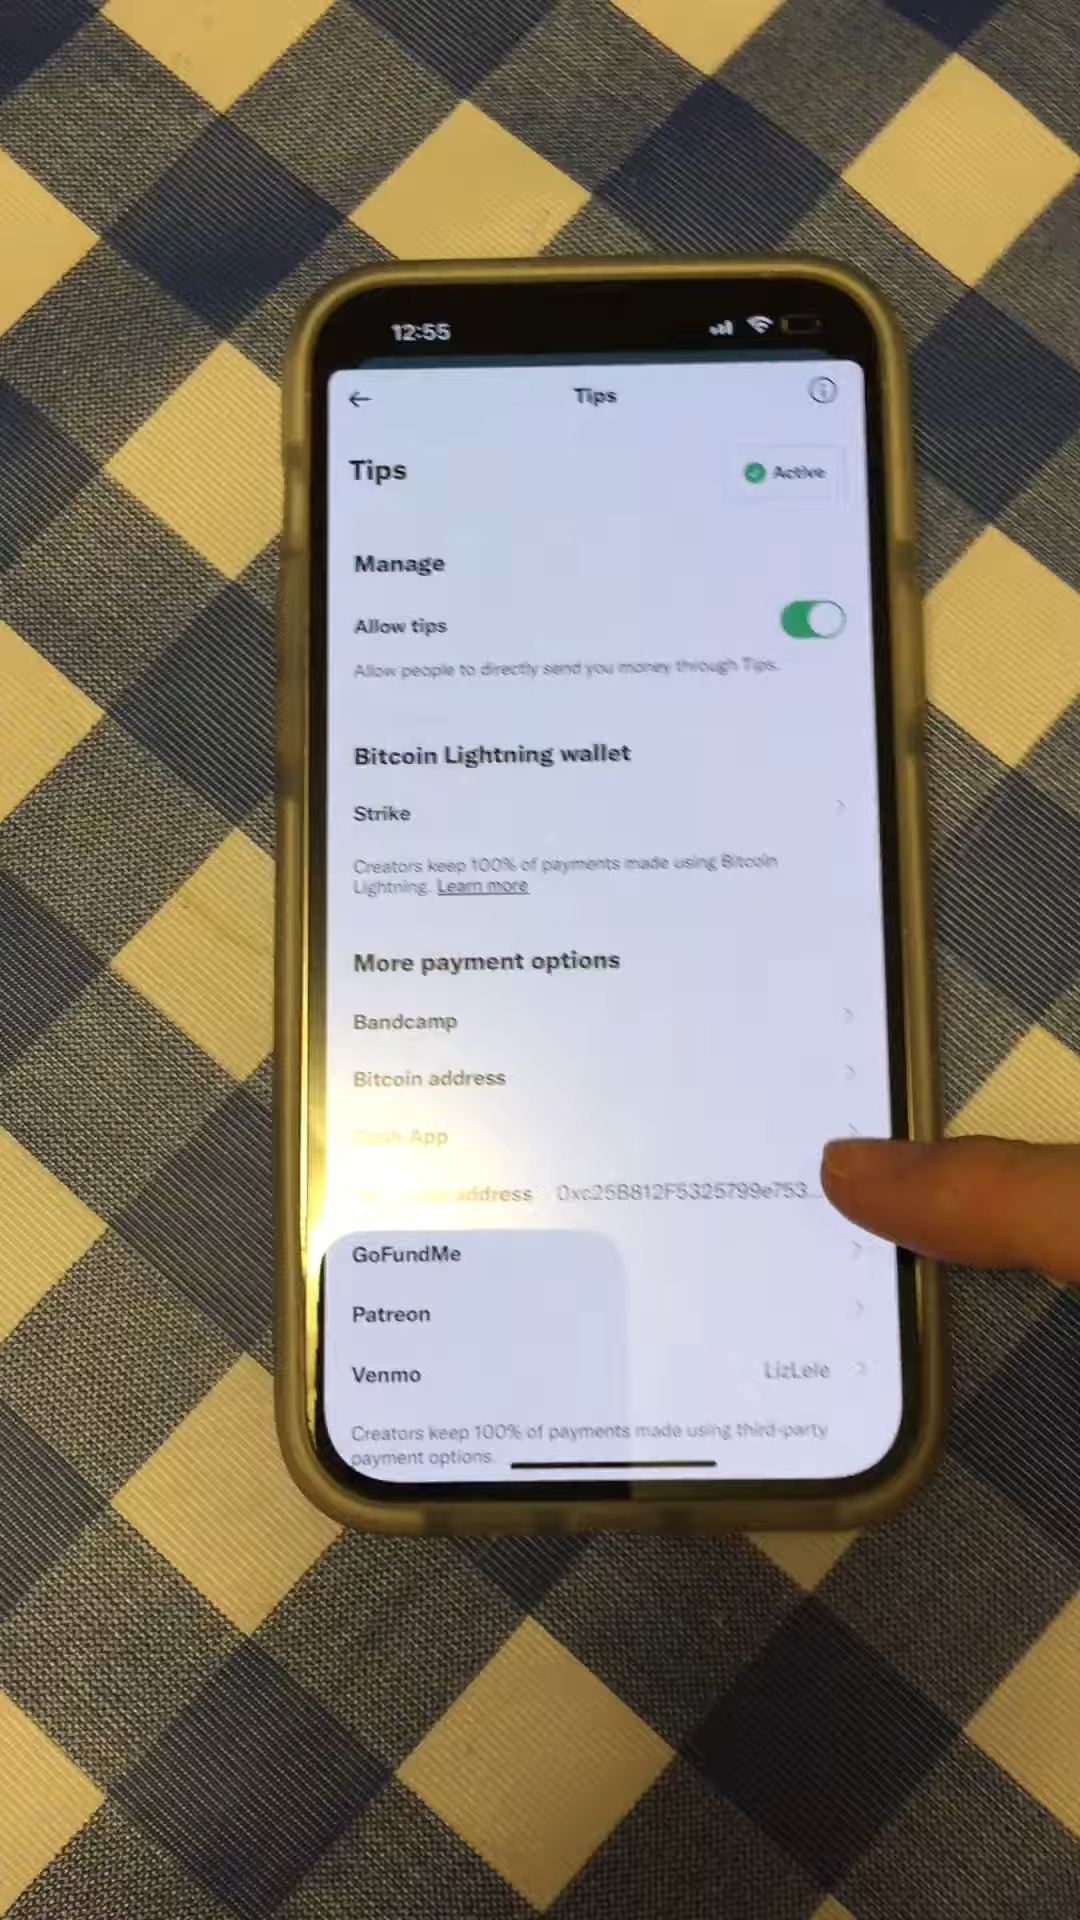 12:55
Tips
Tips
Active
Manage
Allow tips
Allow people to directly send you money through Tips.
Bitcoin Lightning wallet
Strike
Creators keep 100% of payments made using Bitcoin
Lightning. Learn more
More payment options
Bandcamp
Bitcoin address
Cash App
address 0xc25B812F5325799e753...
GoFundMe
Patreon
Venmo LizLele
Creators keep 100% of payments made using third-party
payment options.